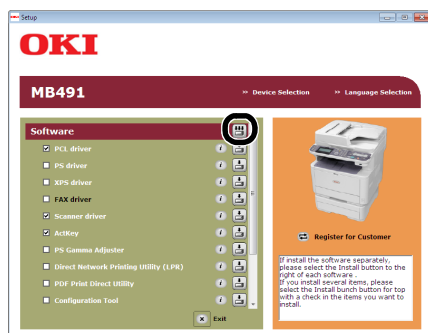 Setup
OKI
MB491
» Device Selection
» Language Selection
Software
PCL driver
PS driver
XPS driver
FAX driver
Scanner driver
ActKey
PS Gamma Adjuster
Direct Network Printing Utility (LPR)
PDF Print Direct Utility
Configuration Tool
Exit
Register for Customer
If install the software separately,
please select the Install button to the
right of each software .
If you install several items, please
select the Install bunch button for top
with a check in the items you want to
install.